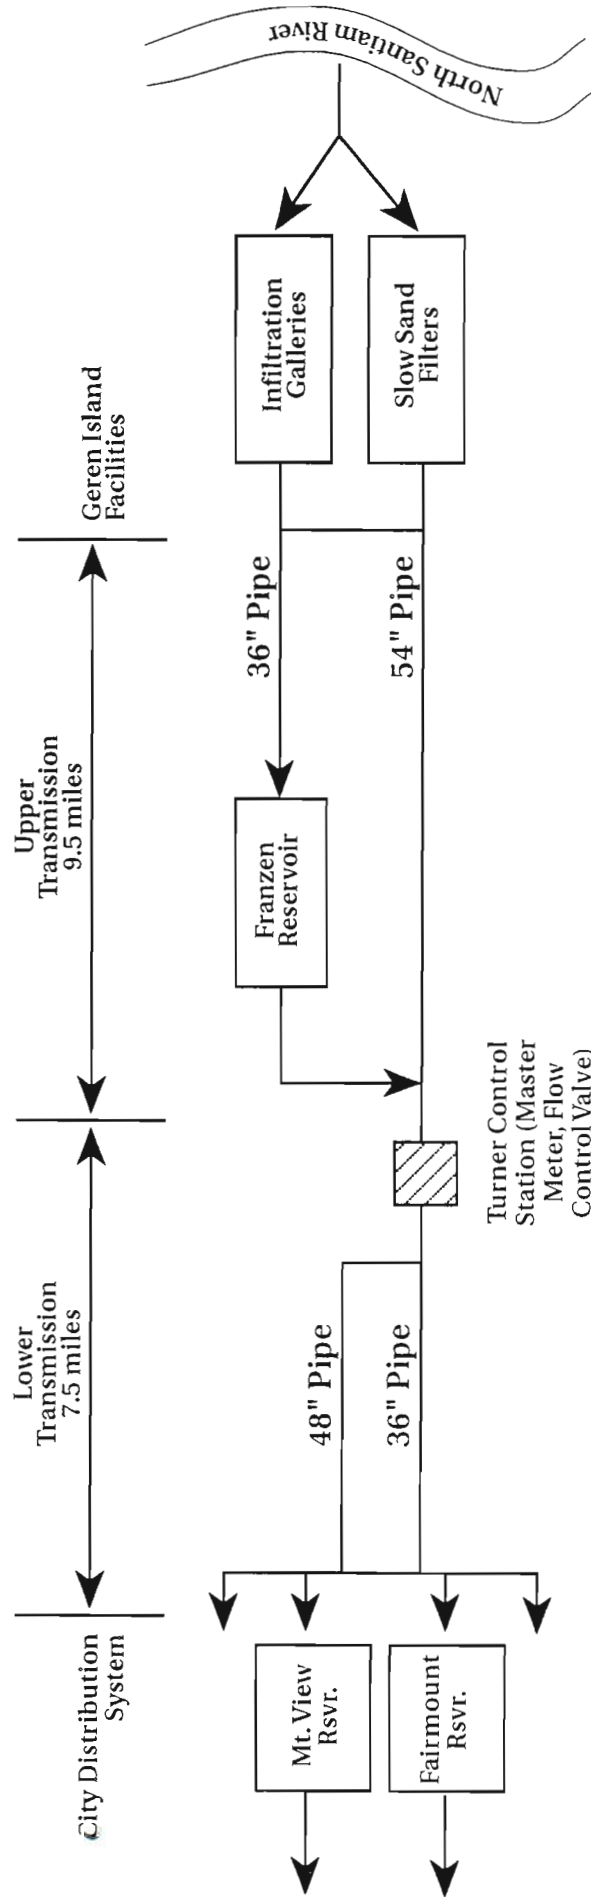 City Distribution
System
Lower
Transmission
7.5 miles
Upper
Transmission
9.5 miles
Geren Island
Facilities
North Santiam River
Mt. View
Rsvr.
Fairmount
Rsvr.
48" Pipe
36" Pipe
Turner Control
Station (Master
Meter, Flow
Control Valve)
Franzen
Reservoir
36" Pipe
54" Pipe
Infiltration
Galleries
Slow Sand
Filters